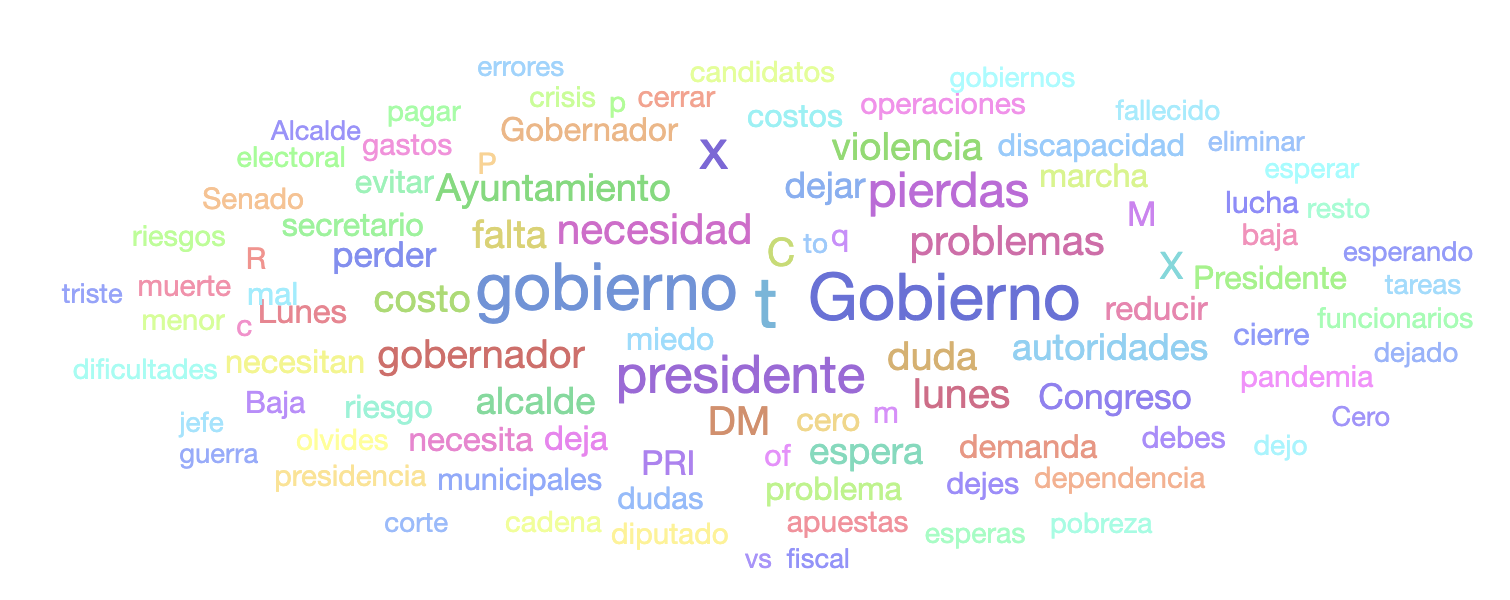 errores candidatos gobiernos
pagar crisis p cerrar costos operaciones fallecido
Alcalde gastos Gobernador x violencia discapacidad eliminar
electoral P evitar Ayuntamiento dejar pierdas marcha esperar
Senado secretario falta necesidad C to q problemas M lucha resto
riesgos R perder X Presidente baja esperando
triste muerte mal costo gobierno t Gobierno reducir tareas
menor c Lunes miedo cierre funcionarios
dificultades necesitan gobernador presidente duda autoridades pandemia dejado
Baja riesgo alcalde DM cero m lunes Congreso Cero
jefe olvides necesita deja of espera demanda debes dejo
guerra presidencia municipales PRI problema dejes dependencia
corte cadena dudas diputado apuestas esperas pobreza
vs fiscal